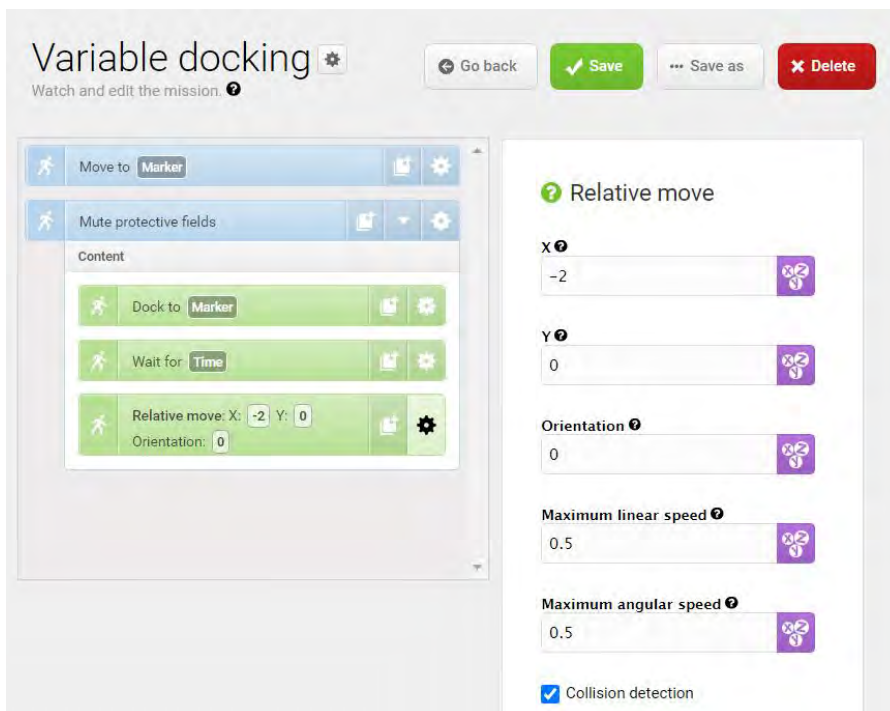 Variable docking
Go back
Save
Save as
Delete
Watch and edit the mission.
Move to Marker
Mute protective fields
Content
Dock to Marker
Wait for Time
Relative move: X: -2 Y: 0
Orientation: 0
Relative move
X
-2
Y
0
Orientation
0
Maximum linear speed
0.5
Maximum angular speed
0.5
Collision detection